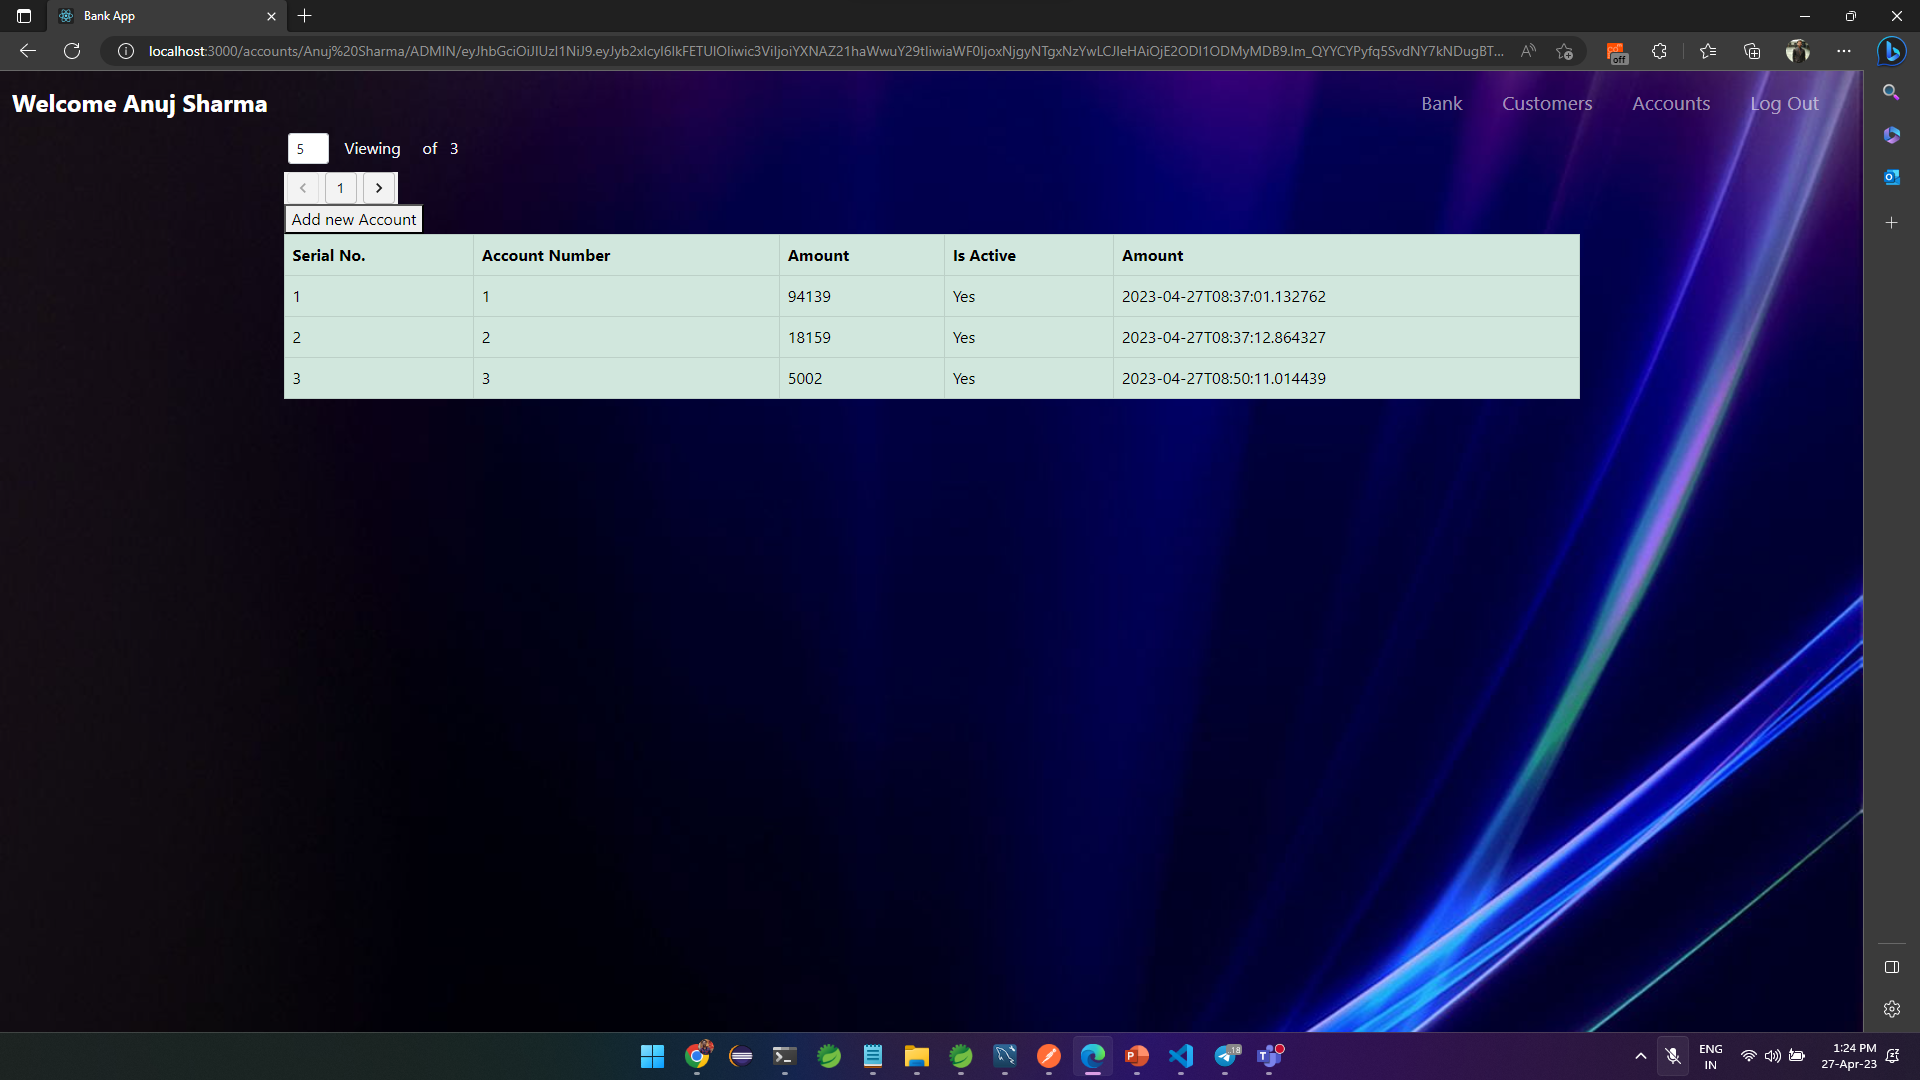 Bank App
localhost:3000/accounts/Anuj%20Sharma/ADMIN/
Welcome Anuj Sharma
Bank Customers Accounts Log Out
5 Viewing of 3
1
Add new Account
Serial No. Account Number Amount Is Active Amount
1 1 94139 Yes 2023-04-27T08:37:01.132762
2 2 18159 Yes 2023-04-27T08:37:12.864327
3 3 5002 Yes 2023-04-27T08:50:11.014439
off
18
ENG
IN
1:24 PM
27-Apr-23